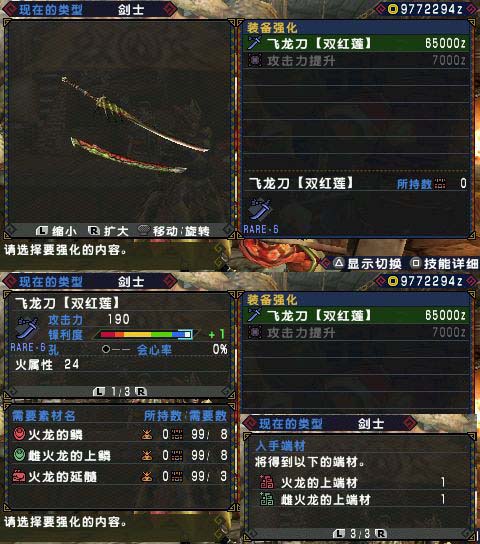 现在的类型 剑士
9772294z
装备强化
飞龙刀【双红莲】 65000z
攻击力提升 7000z
飞龙刀【双红莲】 所持数 0
RARE-6
L 缩小 R 扩大 移动/旋转
请选择要强化的内容。
△显示切换 □技能详细
现在的类型 剑士
9772294z
飞龙刀【双红莲】
攻击力 190
锋利度 +1
RARE-6 孔 ○-- 会心率 0%
火属性 24
L 1/3 R
装备强化
飞龙刀【双红莲】 65000z
攻击力提升 7000z
需要素材名 所持数 需要数
火龙的鳞 0 99/ 8
雌火龙的上鳞 0 99/ 8
火龙的延髓 0 99/ 3
请选择要强化的内容。
现在的类型 剑士
入手端材
将得到以下的端材。
火龙的上端材 1
雌火龙的上端材 1
L 3/3 R